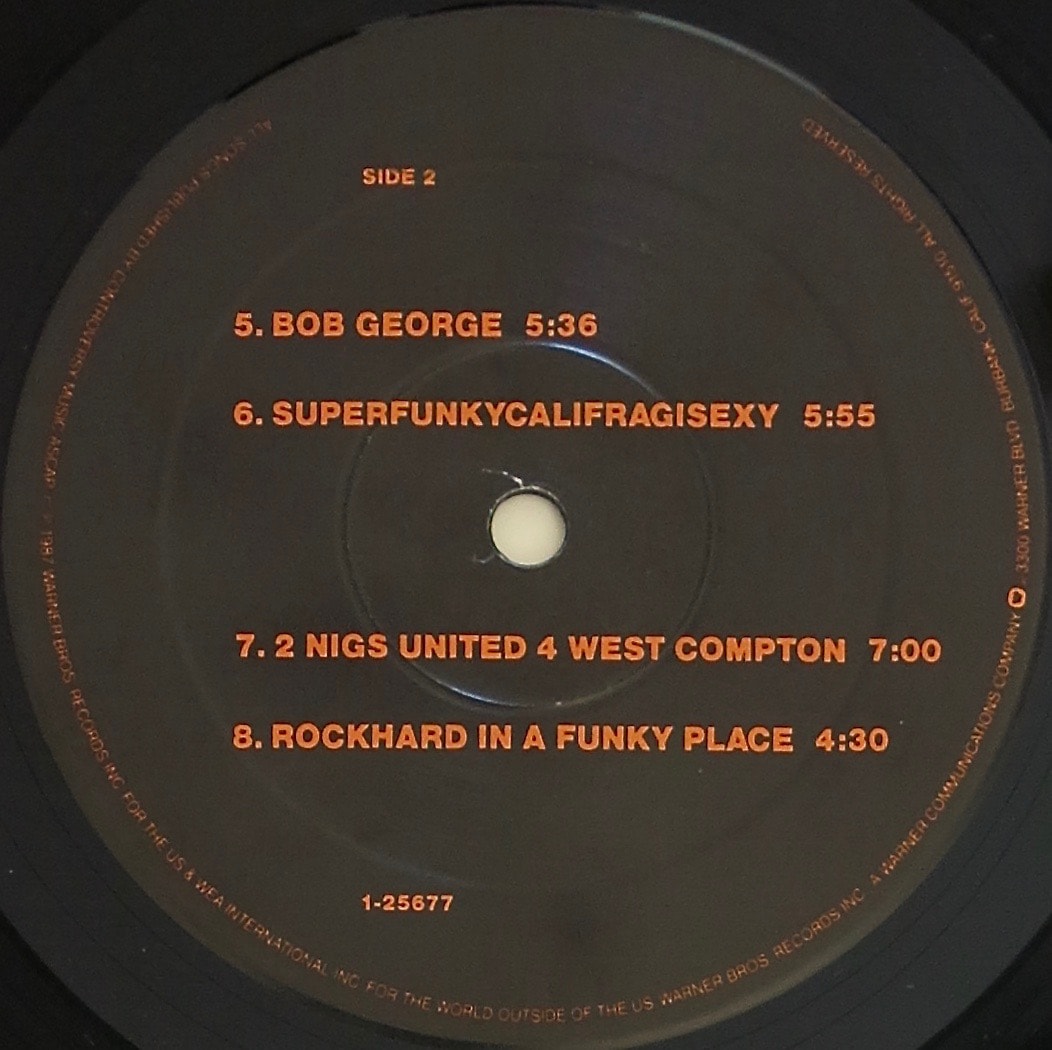 SIDE 2
5. BOB GEORGE 5:36
6. SUPERFUNKYCALIFRAGISEXY 5:55
7. 2 NIGS UNITED 4 WEST COMPTON 7:00
8. ROCKHARD IN A FUNKY PLACE 4:30
1-25677
ALL SONGS PUBLISHED BY CONTROVERSY MUSIC ASCAP 1987 WARNER BROS. RECORDS INC. FOR THE US & WEA INTERNATIONAL INC. FOR THE WORLD OUTSIDE OF THE US WARNER BROS. RECORDS INC. A WARNER COMMUNICATIONS COMPANY 3300 WARNER BLVD. BURBANK, CALIF 91510 ALL RIGHTS RESERVED